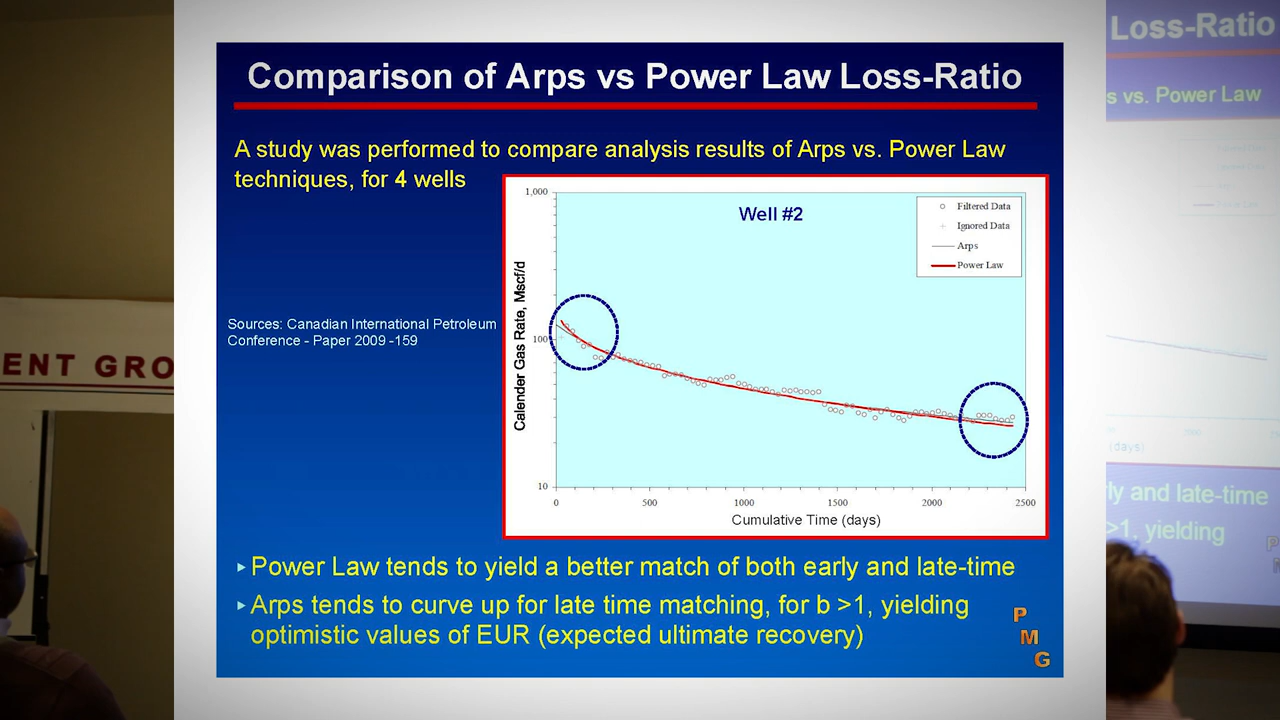 Comparison of Arps vs Power Law Loss-Ratio
A study was performed to compare analysis results of Arps vs. Power Law
techniques, for 4 wells
1,000
Well #2
Filtered Data
Ignored Data
Arps
Power Law
Calender Gas Rate, Mscf/d
100
10
0
500
1000
1500
2000
2500
Cumulative Time (days)
Sources: Canadian International Petroleum
Conference - Paper 2009 -159
▸Power Law tends to yield a better match of both early and late-time
▸Arps tends to curve up for late time matching, for b >1, yielding
optimistic values of EUR (expected ultimate recovery)
P
M
G
ENT GRO
Loss-Ratio
s vs. Power Law
(days)
ly and late-time
>1, yielding